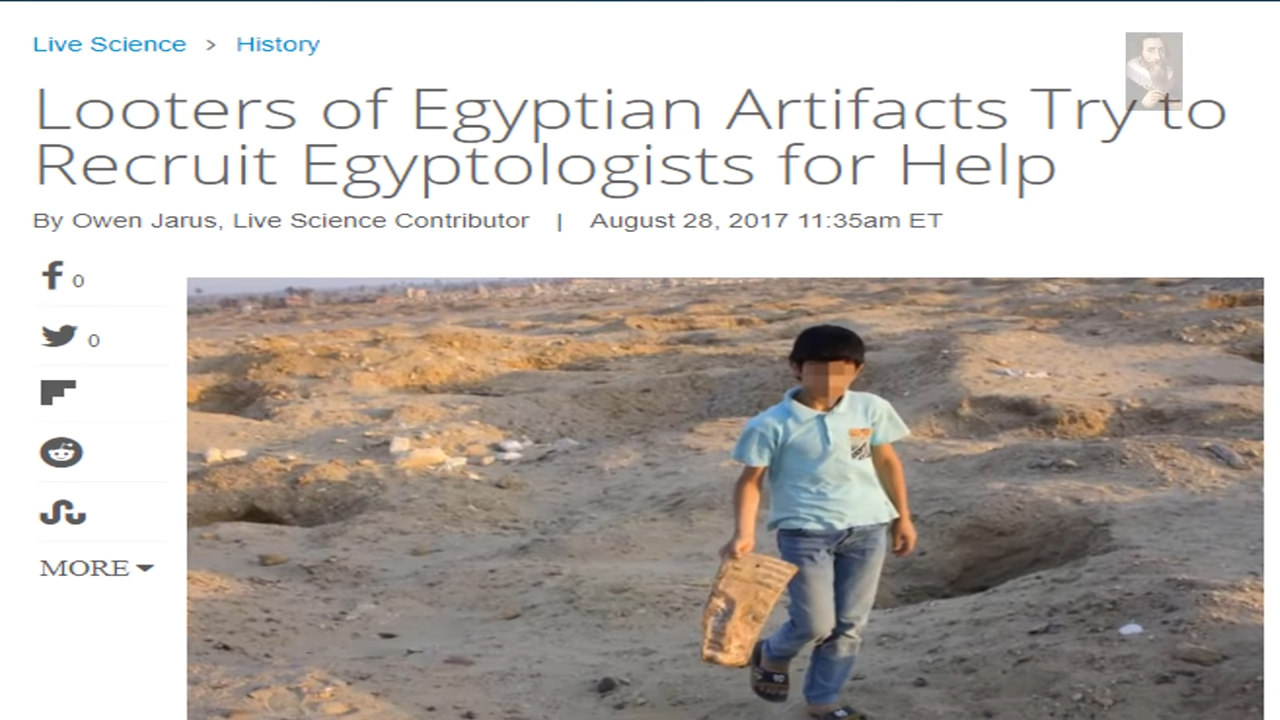 Live Science > History
Looters of Egyptian Artifacts Try to
Recruit Egyptologists for Help
By Owen Jarus, Live Science Contributor | August 28, 2017 11:35am ET
0
0
MORE